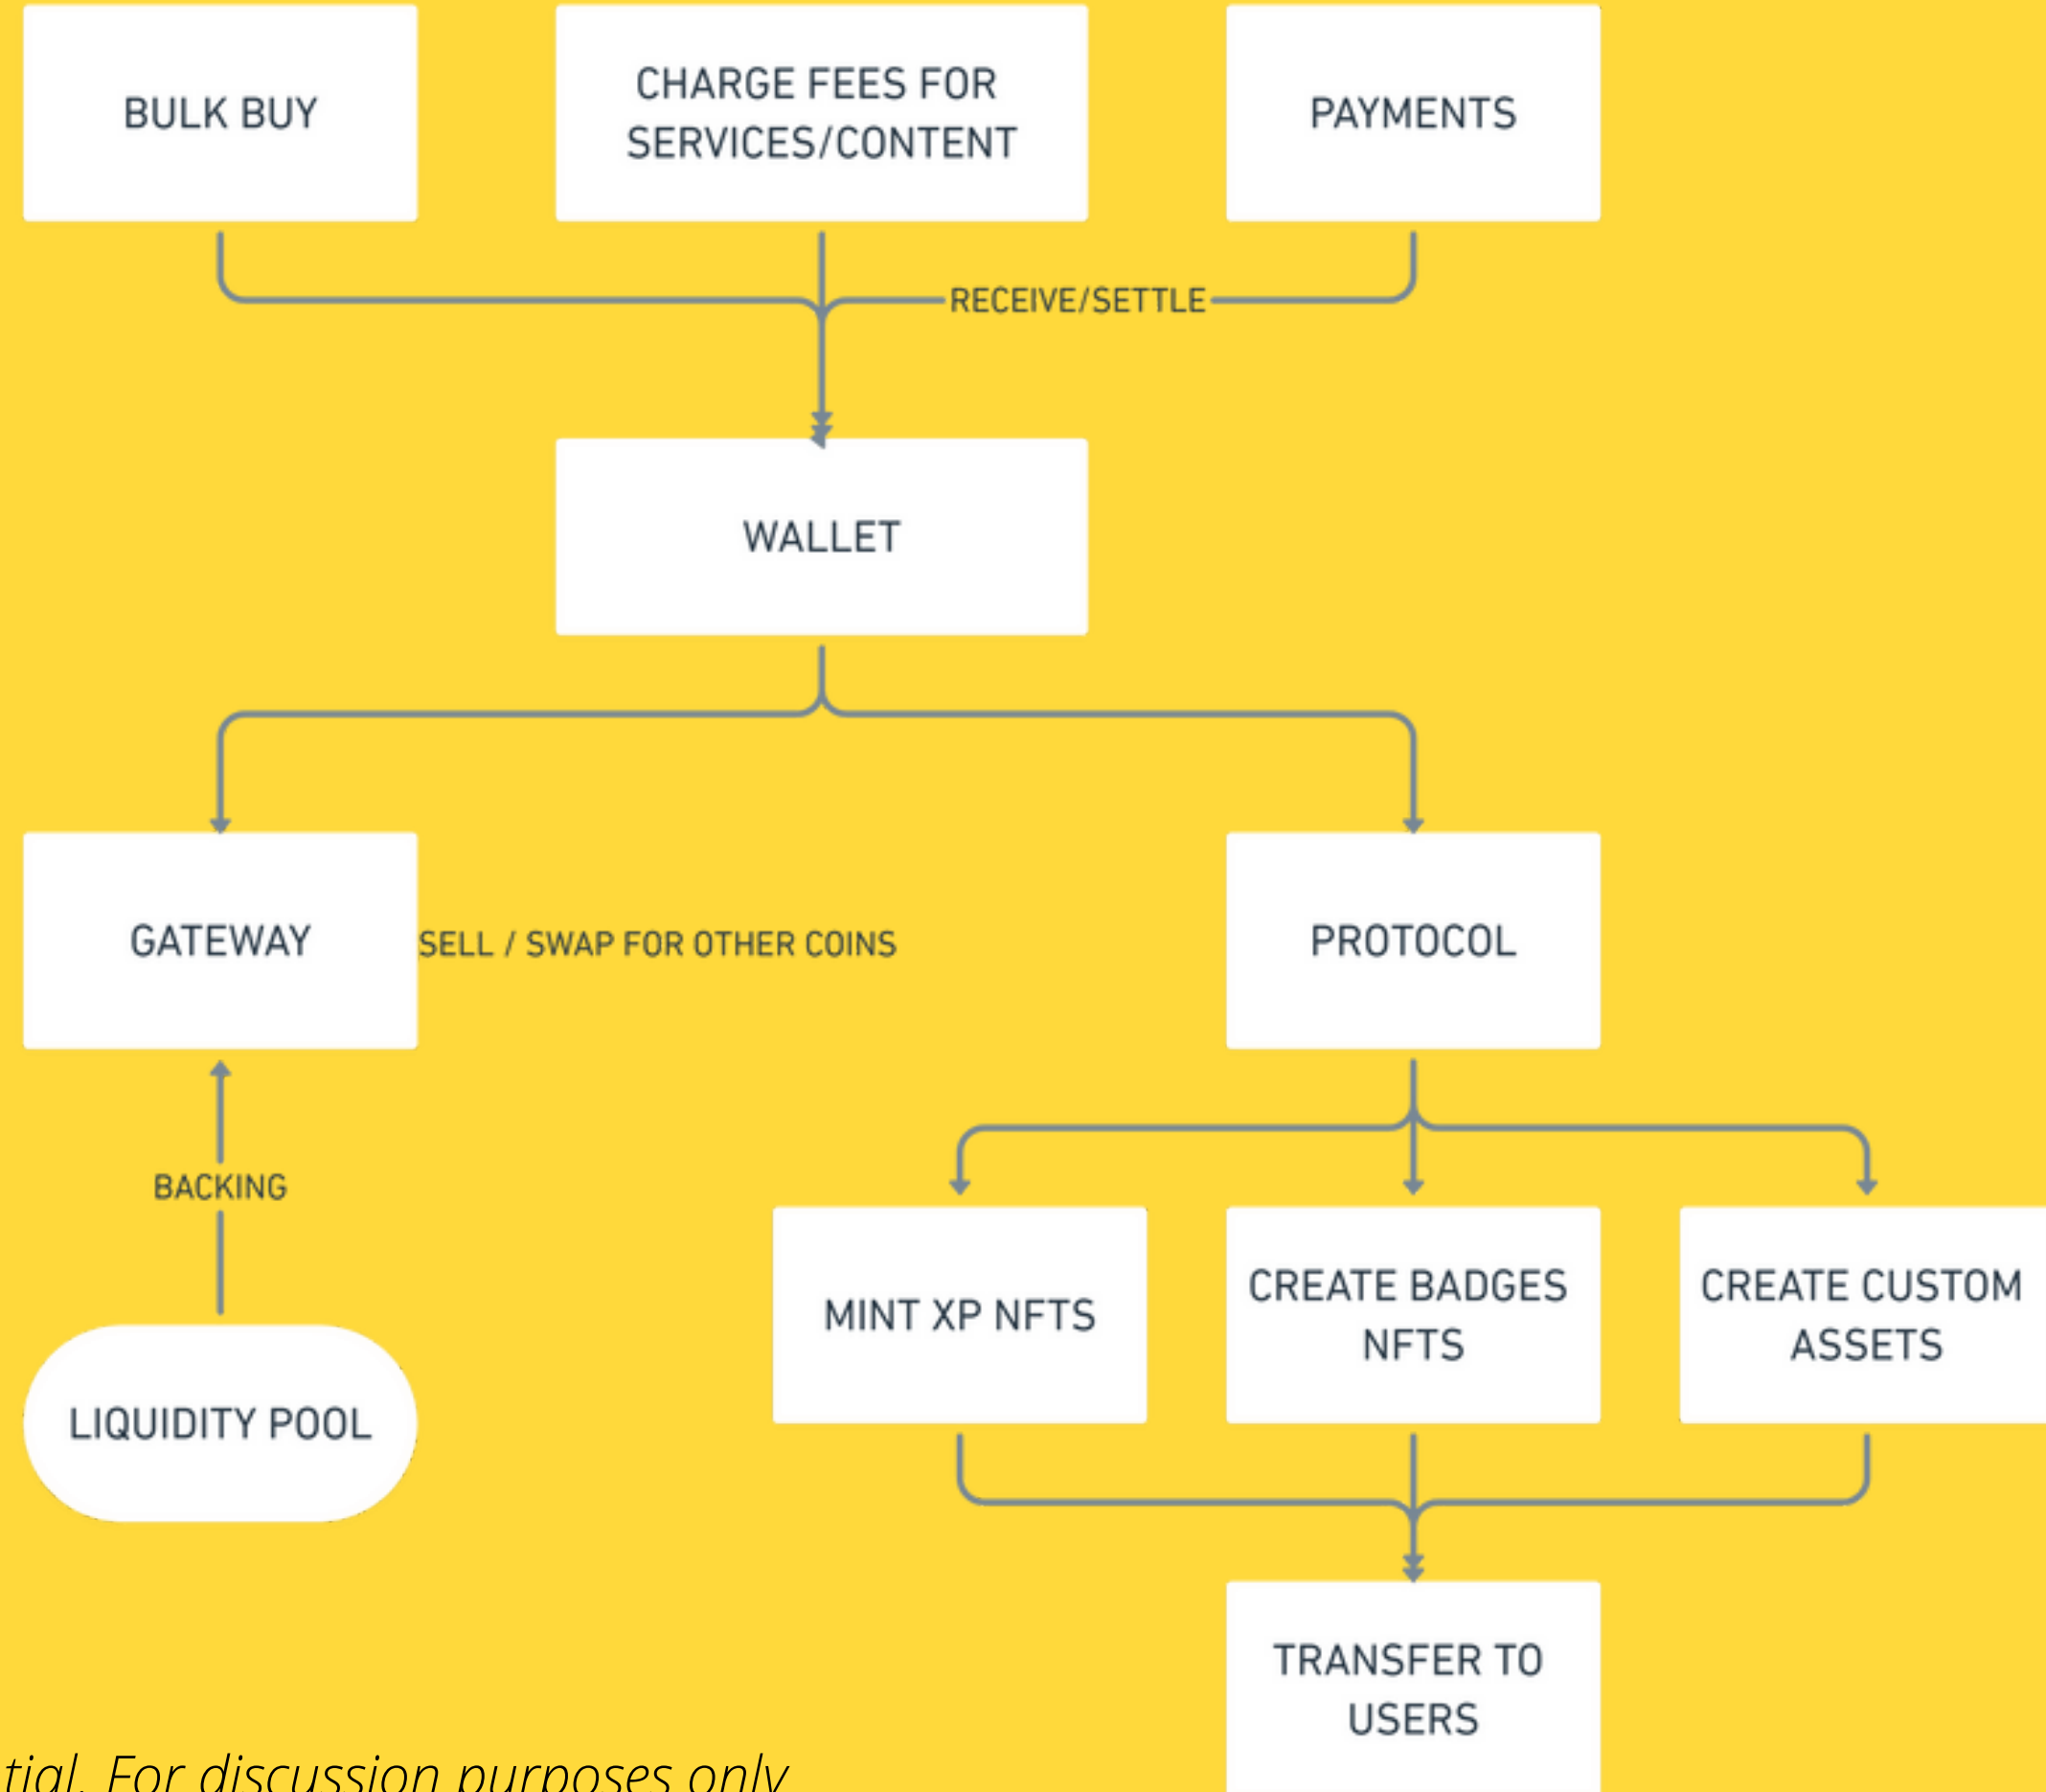 BULK BUY
CHARGE FEES FOR
SERVICES/CONTENT
PAYMENTS
RECEIVE/SETTLE
WALLET
GATEWAY
SELL / SWAP FOR OTHER COINS
PROTOCOL
BACKING
MINT XP NFTS
CREATE BADGES
NFTS
CREATE CUSTOM
ASSETS
LIQUIDITY POOL
TRANSFER TO
USERS
tial. For discussion purposes only